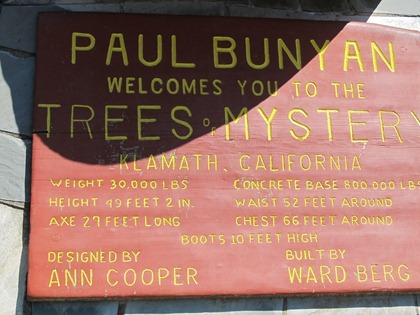 PAUL BUNYAN
WELCOMES YOU TO THE
TREES OF MYSTERY
KLAMATH, CALIFORNIA
WEIGHT 30,000 LBS CONCRETE BASE 800,000 LBS
HEIGHT 49 FEET 2 IN. WAIST 52 FEET AROUND
AXE 27 FEET LONG CHEST 66 FEET AROUND
BOOTS 10 FEET HIGH
DESIGNED BY BUILT BY
ANN COOPER WARD BERG